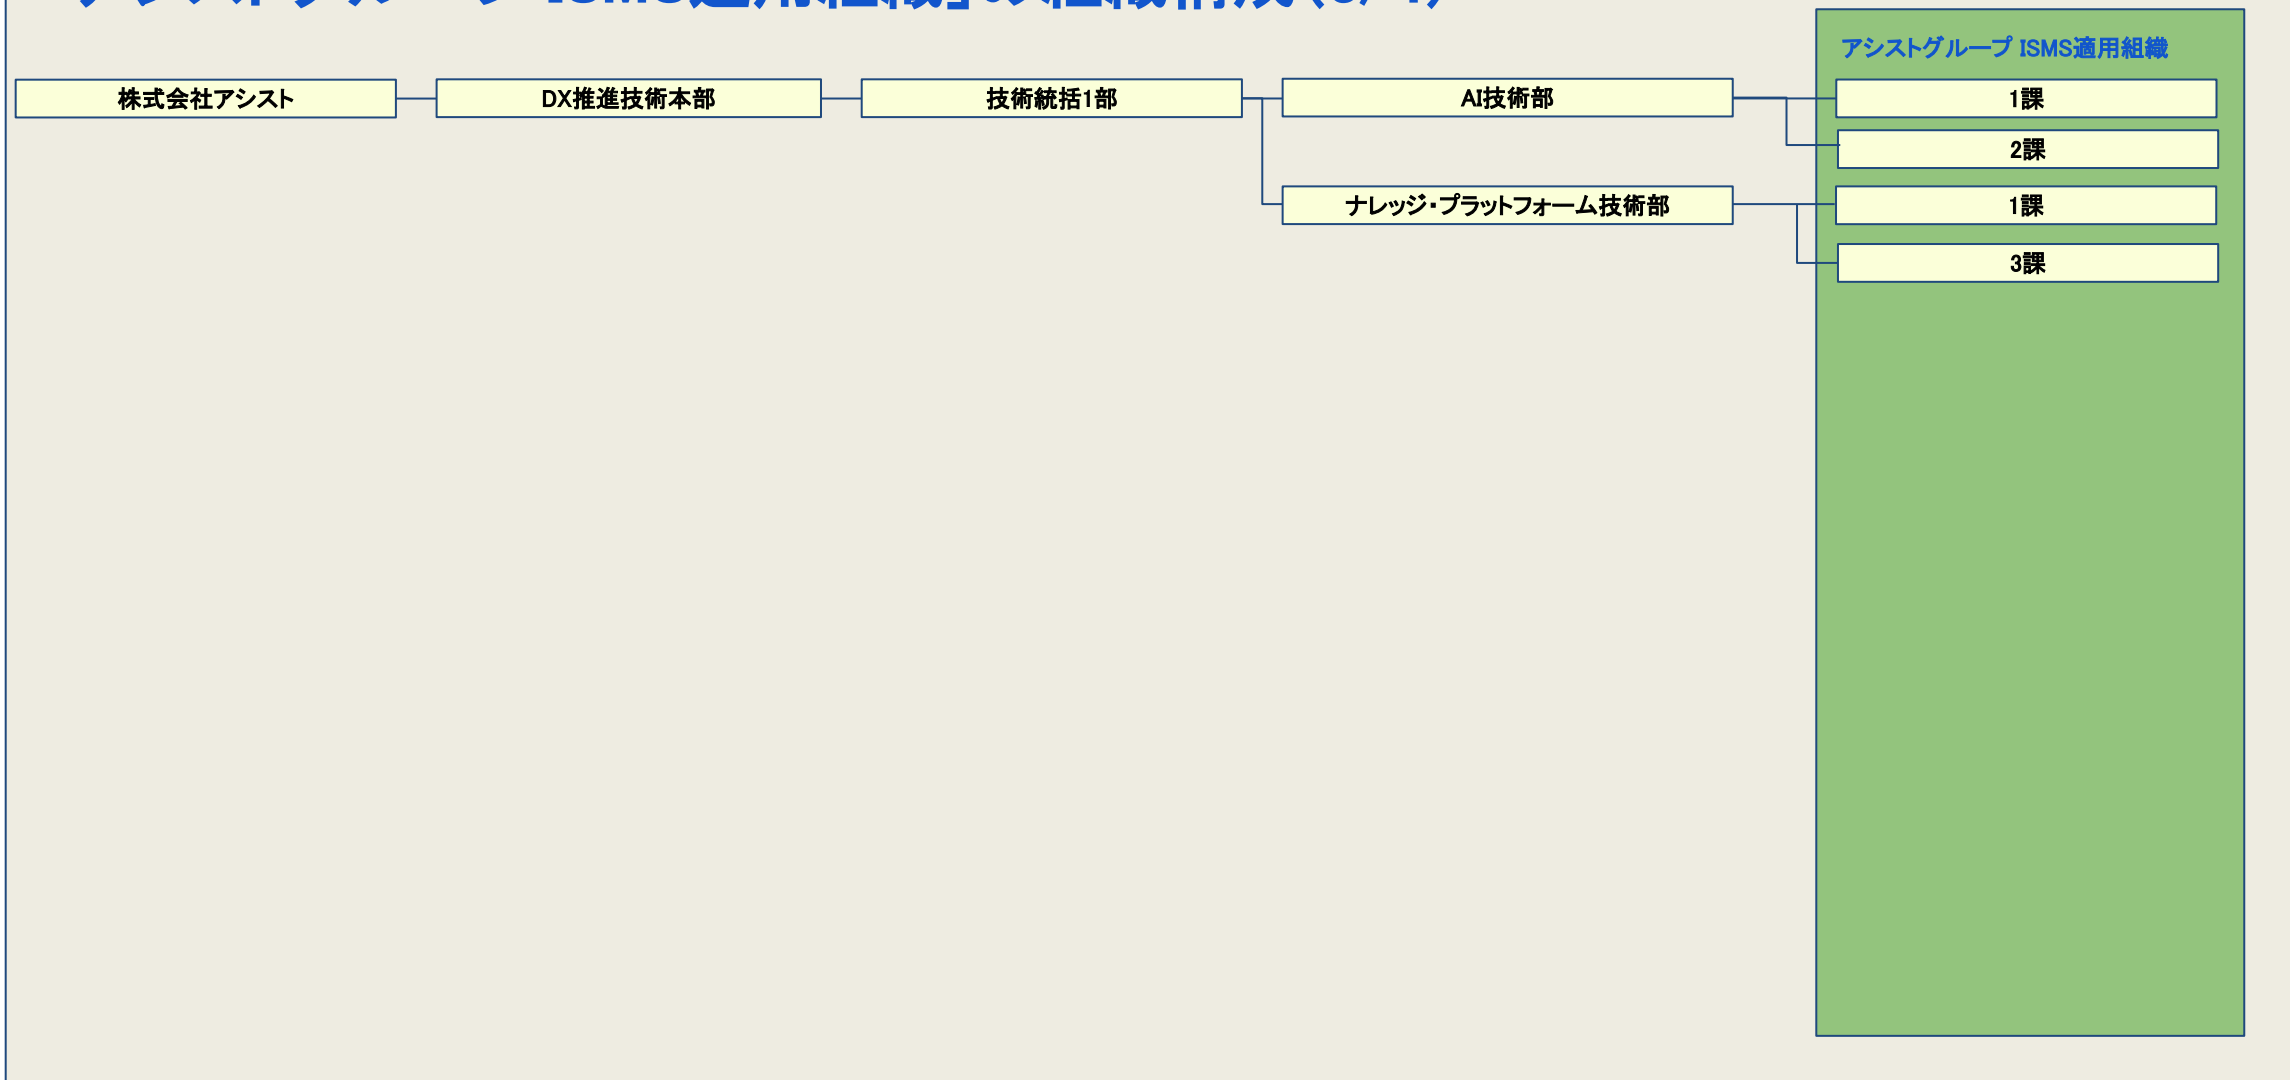 アシストグループ ISMS適用組織
株式会社アシスト
DX推進技術本部
技術統括1部
AI技術部
1課
2課
ナレッジ・プラットフォーム技術部
1課
3課